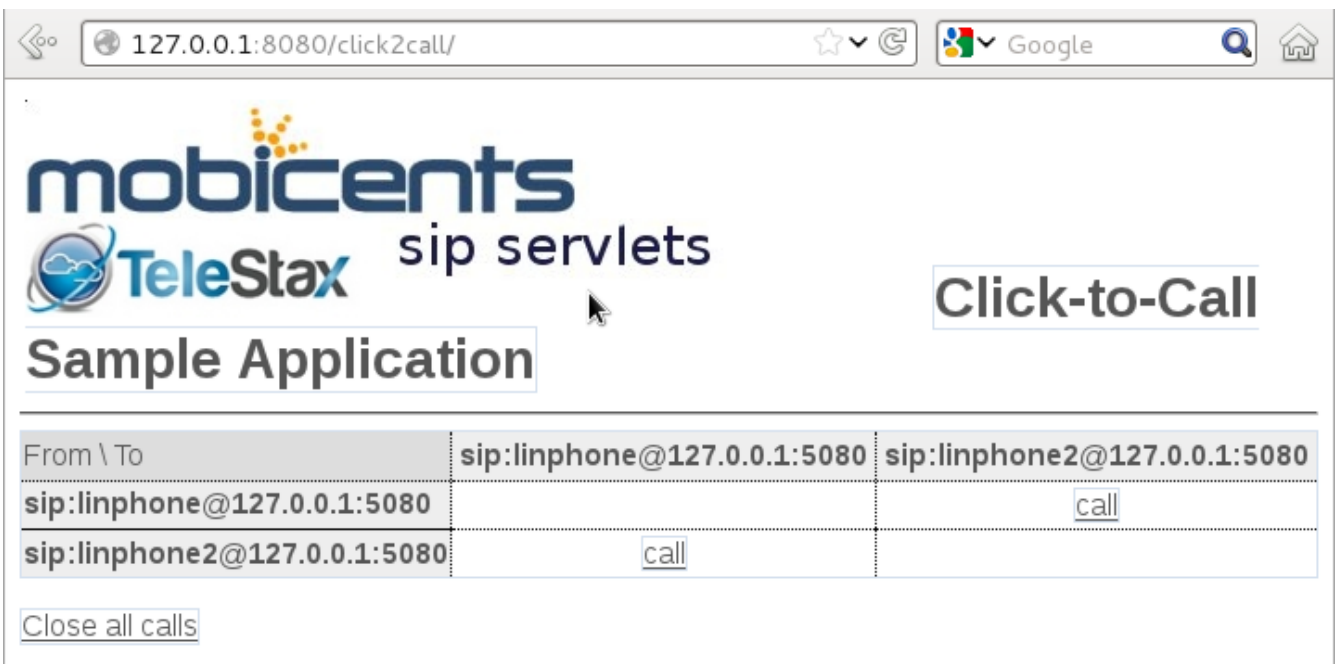 127.0.0.1:8080/click2call/ Google
mobicents
TeleStax sip servlets
Click-to-Call
Sample Application
From \ To sip:linphone@127.0.0.1:5080 sip:linphone2@127.0.0.1:5080
sip:linphone@127.0.0.1:5080 call
sip:linphone2@127.0.0.1:5080 call
Close all calls